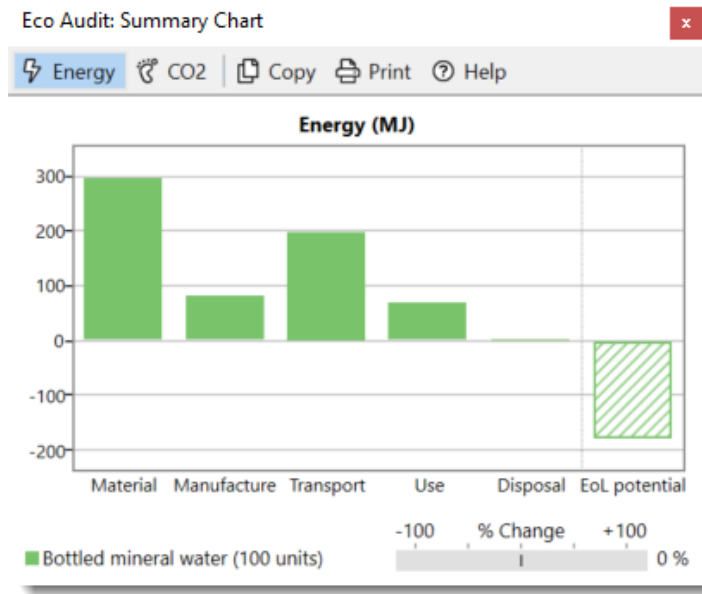 Eco Audit: Summary Chart
x
Energy CO2 Copy Print Help
Energy (MJ)
300
200
100
0
-100
-200
Material Manufacture Transport Use Disposal EoL potential
-100 % Change +100
Bottled mineral water (100 units) 0 %